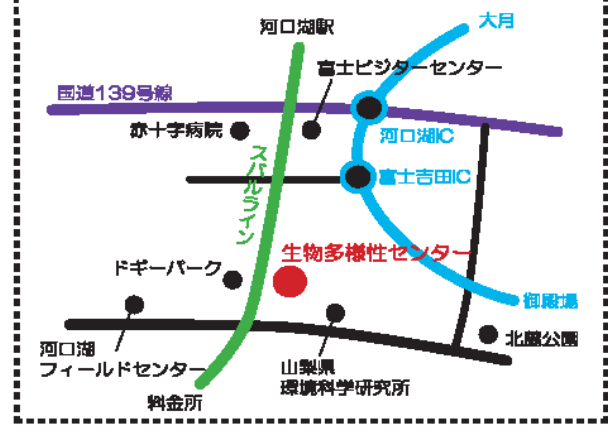 大月
河口湖駅
富士ビジターセンター
国道139号線
赤十字病院
河口湖IC
スバルライン
富士吉田IC
生物多様性センター
ドギーパーク
御殿場
北麓公園
河口湖
フィールドセンター
山梨県
環境科学研究所
料金所